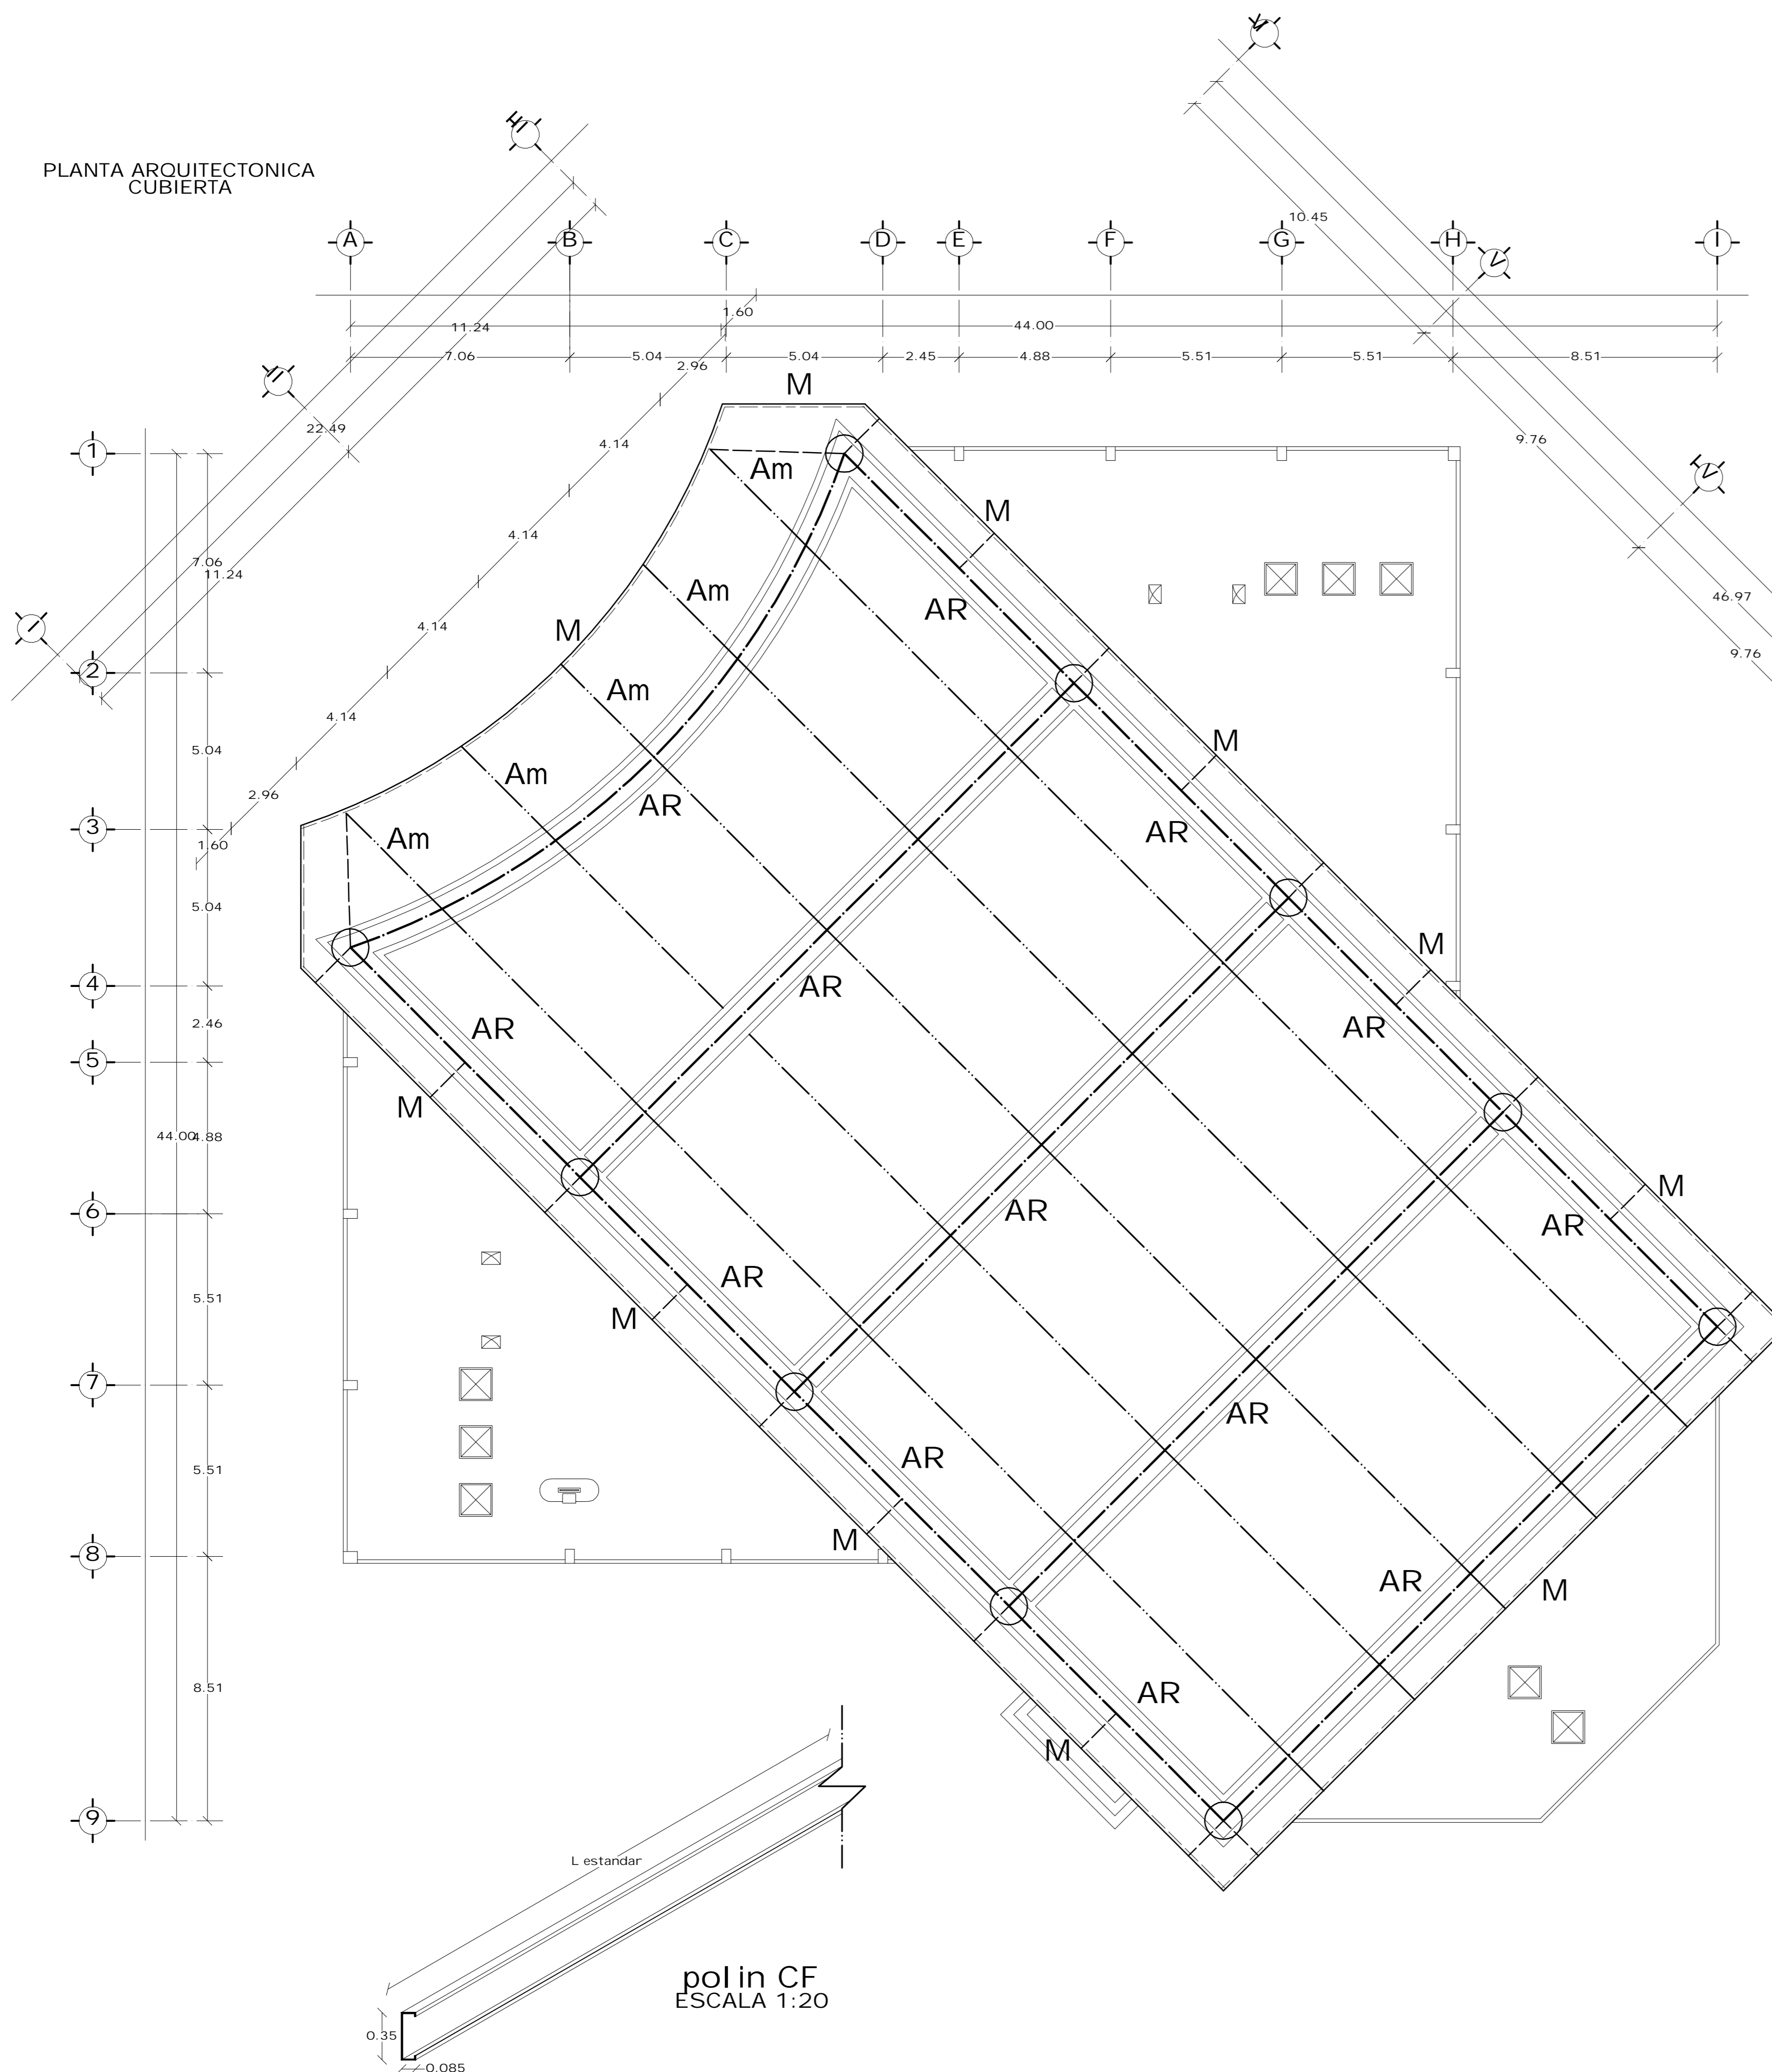 PLANTA ARQUITECTONICA
CUBIERTA
VI
III
10.45
A
B
C
D
E
F
G
H
I
V
1.60
11.24
44.00
7.06
5.04
5.04
2.45
4.88
5.51
5.51
8.51
2.96
M
II
22.49
4.14
9.76
1
Am
IV
M
4.14
7.06
11.24
Am
46.97
AR
4.14
M
I
9.76
2
Am
M
4.14
5.04
Am
2.96
AR
3
AR
Am
1.60
5.04
M
4
AR
2.46
AR
AR
5
M
44.00
4.88
M
6
AR
AR
AR
5.51
M
7
AR
AR
5.51
M
8
AR
M
8.51
AR
M
9
L estandar
polin CF
ESCALA 1:20
0.35
0.085